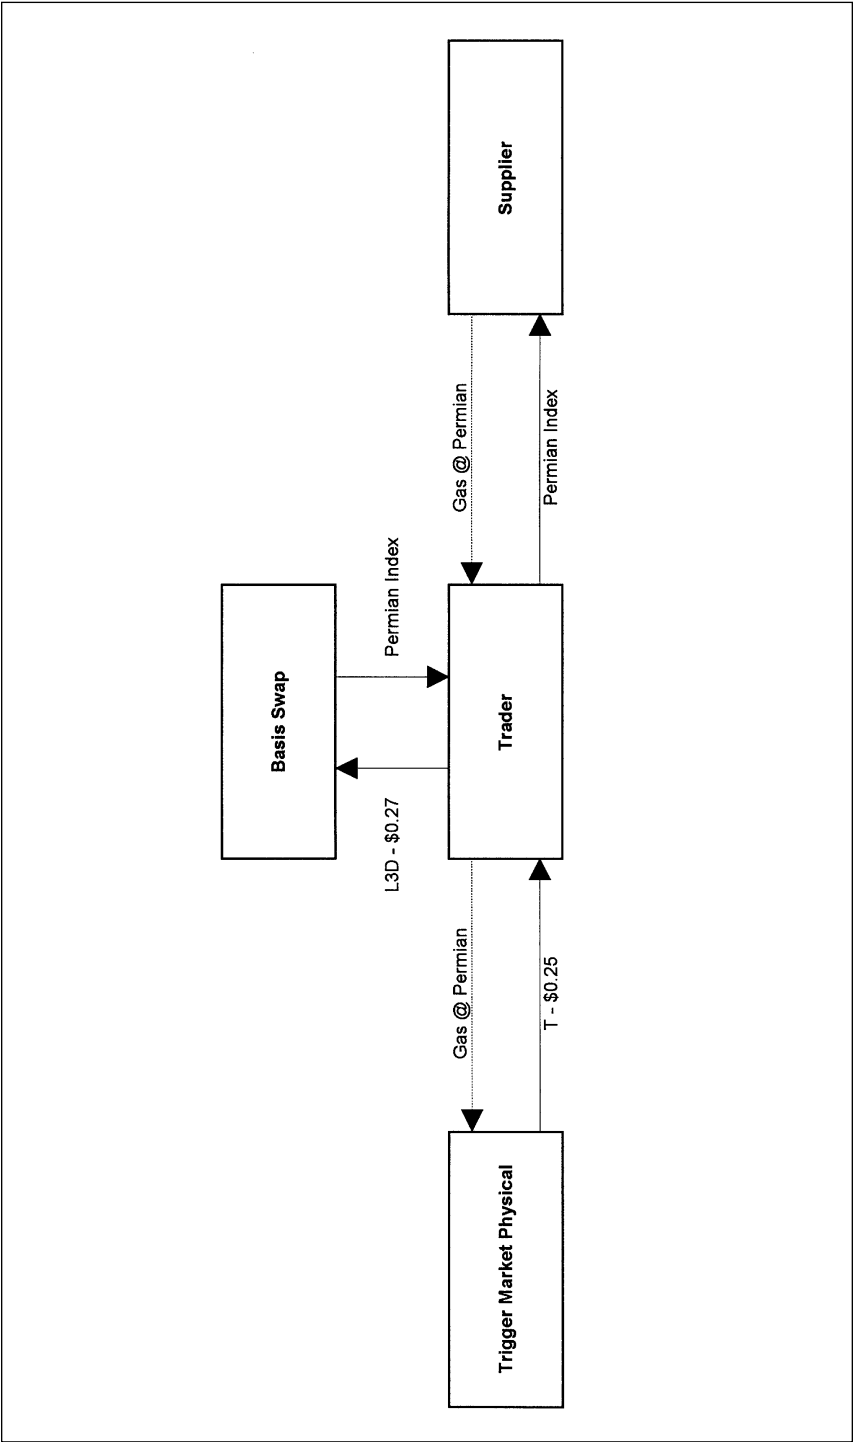 Basis Swap
L3D - $0.27
Permian Index
Gas @ Permian
Gas @ Permian
Trigger Market Physical
Trader
Supplier
T - $0.25
Permian Index